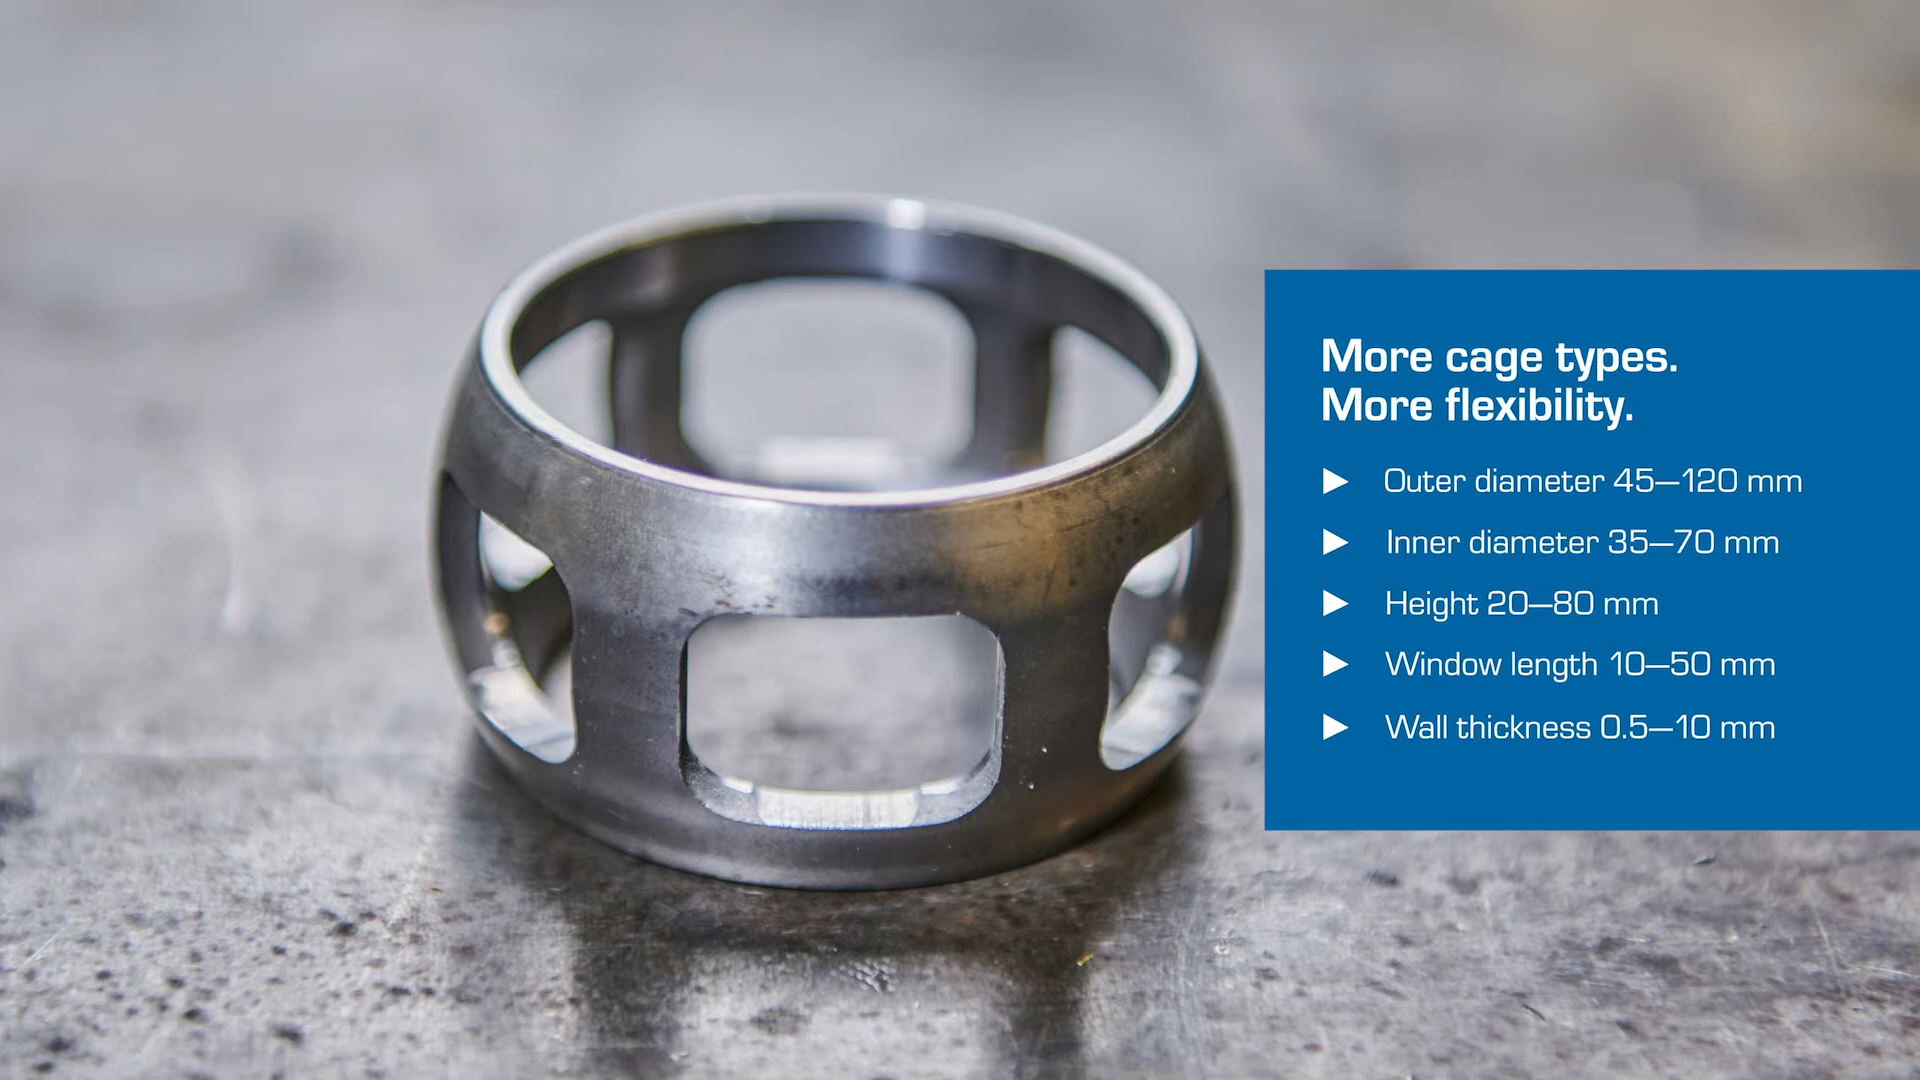 More cage types.
More flexibility.
Outer diameter 45—120 mm
Inner diameter 35—70 mm
Height 20—80 mm
Window length 10—50 mm
Wall thickness 0.5—10 mm